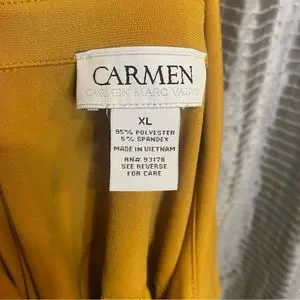 CARMEN
CARMEN MARC VALVO
XL
95% POLYESTER
5% SPANDEX
MADE IN VIETNAM
RN# 93178
SEE REVERSE
FOR CARE